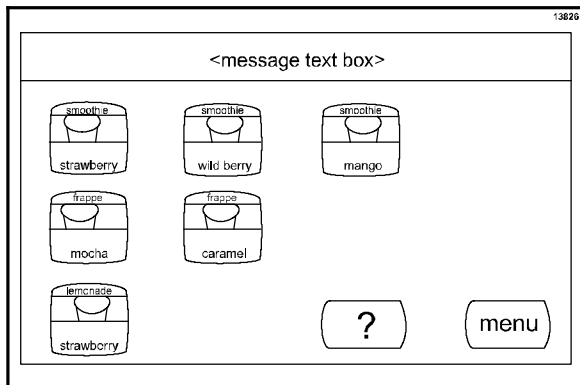 13826
<message text box>
smoothie smoothie smoothie
strawberry wild berry mango
frappe frappe
mocha caramel
lemonade
strawberry
? menu